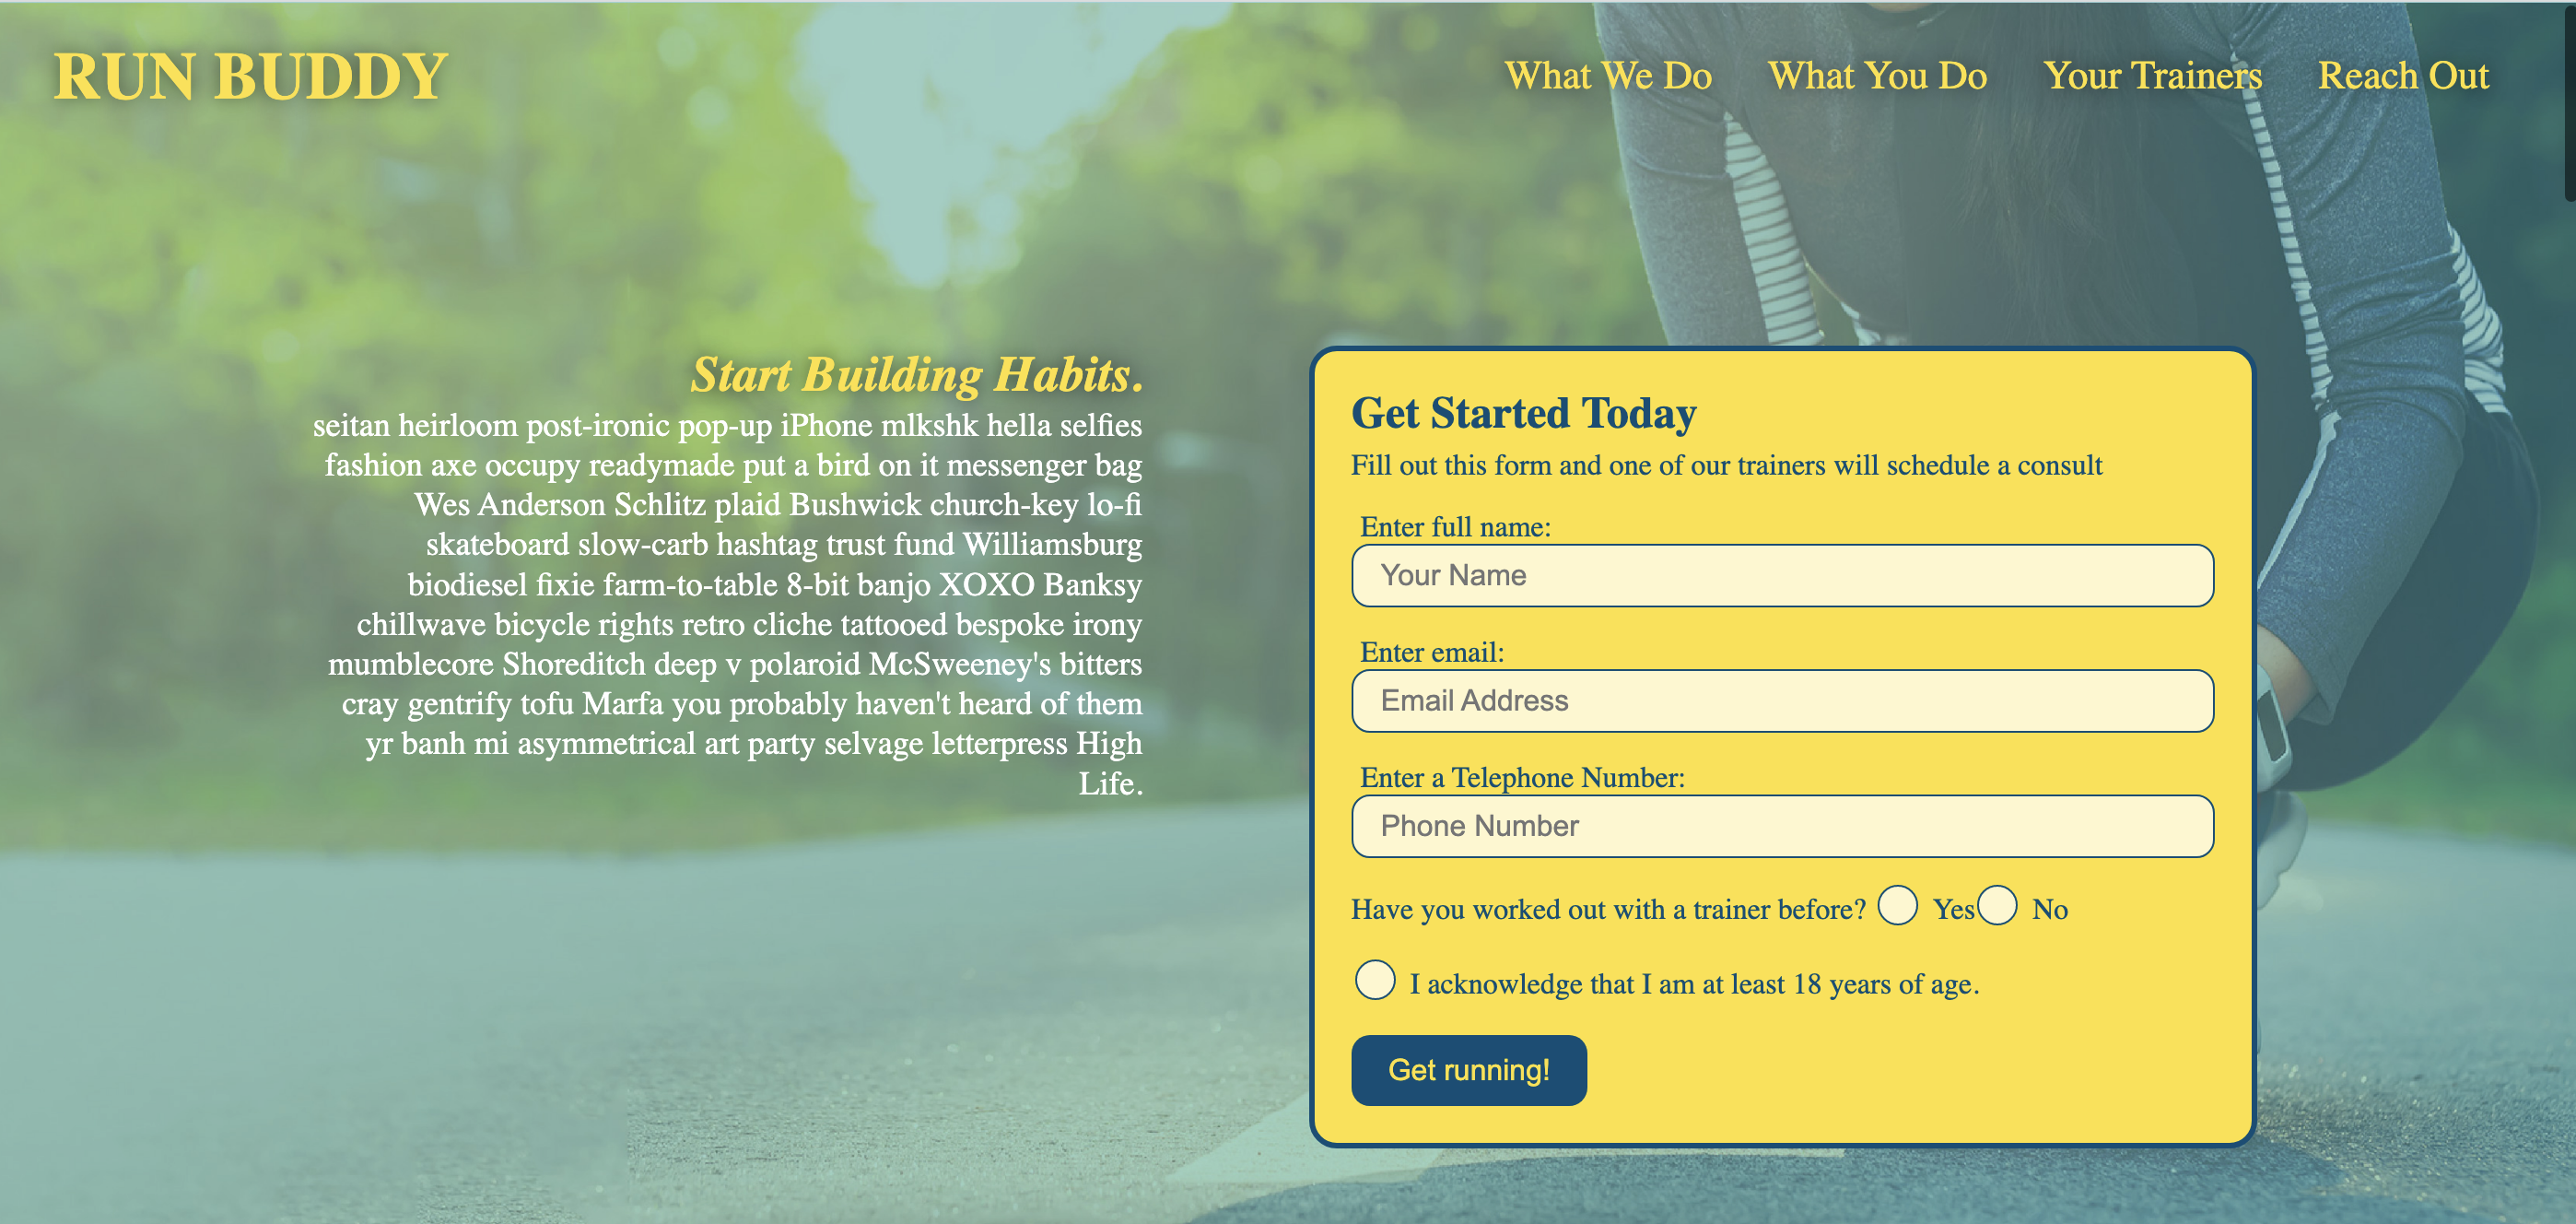 RUN BUDDY
What We Do
What You Do
Your Trainers
Reach Out
Start Building Habits.
seitan heirloom post-ironic pop-up iPhone mlkshk hella selfies
fashion axe occupy readymade put a bird on it messenger bag
Wes Anderson Schlitz plaid Bushwick church-key lo-fi
skateboard slow-carb hashtag trust fund Williamsburg
biodiesel fixie farm-to-table 8-bit banjo XOXO Banksy
chillwave bicycle rights retro cliche tattooed bespoke irony
mumblecore Shoreditch deep v polaroid McSweeney's bitters
cray gentrify tofu Marfa you probably haven't heard of them
yr banh mi asymmetrical art party selvage letterpress High
Life.
Get Started Today
Fill out this form and one of our trainers will schedule a consult
Enter full name:
Your Name
Enter email:
Email Address
Enter a Telephone Number:
Phone Number
Have you worked out with a trainer before? Yes No
I acknowledge that I am at least 18 years of age.
Get running!